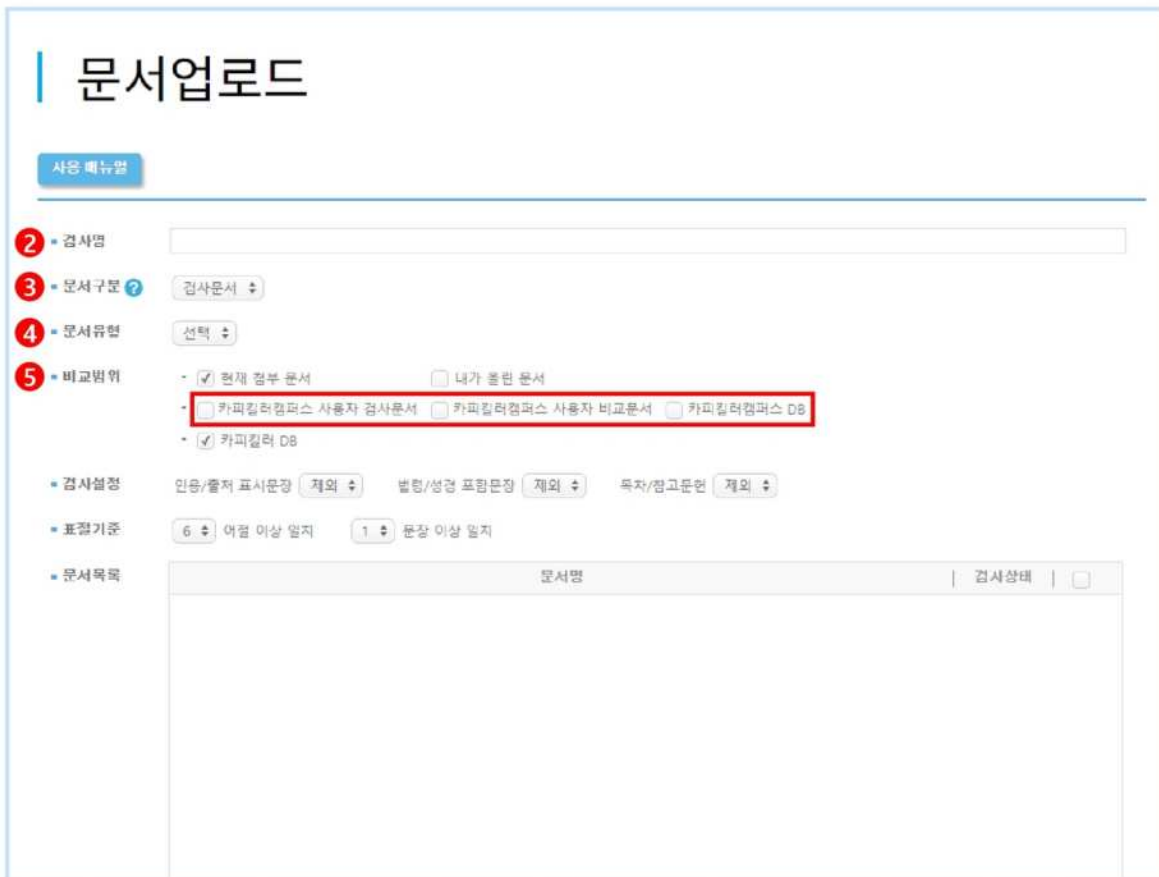 문서업로드
사용 매뉴얼
2 검사명
3 문서구분 ? 검사문서
4 문서유형 선택
5 비교범위 현재 첨부 문서 내가 올린 문서
카피킬러캠퍼스 사용자 검사문서 카피킬러캠퍼스 사용자 비교문서 카피킬러캠퍼스 DB
카피킬러 DB
검사설정 인용/출처 표시문장 제외 법령/성경 포함문장 제외 목차/참고문헌 제외
표절기준 6 어절 이상 일치 1 문장 이상 일치
문서목록 문서명 | 검사상태 |